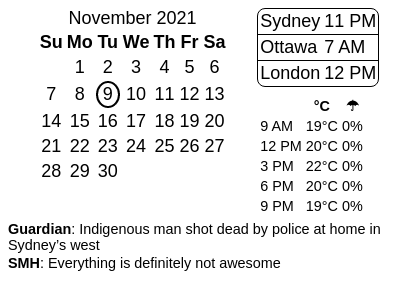 November 2021
Su Mo Tu We Th Fr Sa
1 2 3 4 5 6
7 8 9 10 11 12 13
14 15 16 17 18 19 20
21 22 23 24 25 26 27
28 29 30
Sydney 11 PM
Ottawa 7 AM
London 12 PM
°C ☂
9 AM 19°C 0%
12 PM 20°C 0%
3 PM 22°C 0%
6 PM 20°C 0%
9 PM 19°C 0%
Guardian: Indigenous man shot dead by police at home in
Sydney’s west
SMH: Everything is definitely not awesome